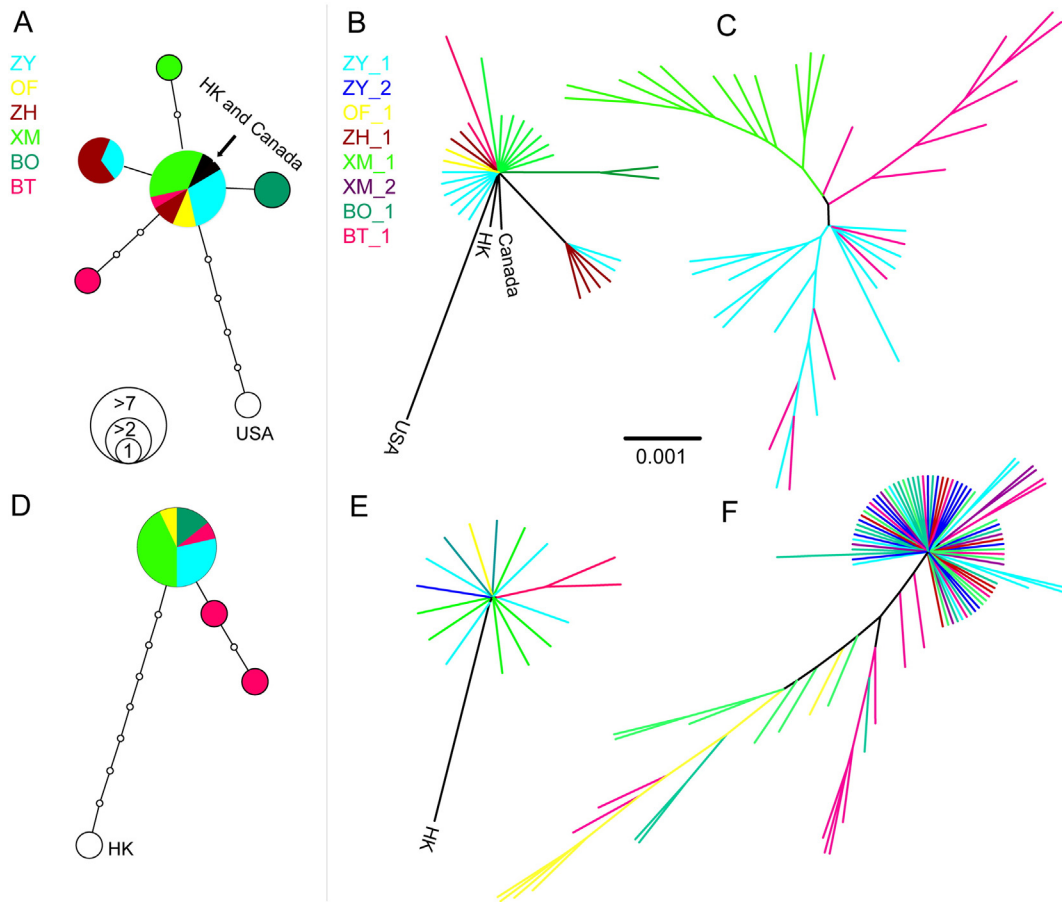 A
ZY
OF
ZH
XM
BO
BT
HK and Canada
USA
>7
>2
1
B
ZY_1
ZY_2
OF_1
ZH_1
XM_1
XM_2
BO_1
BT_1
HK
Canada
USA
C
0.001
D
HK
E
HK
F